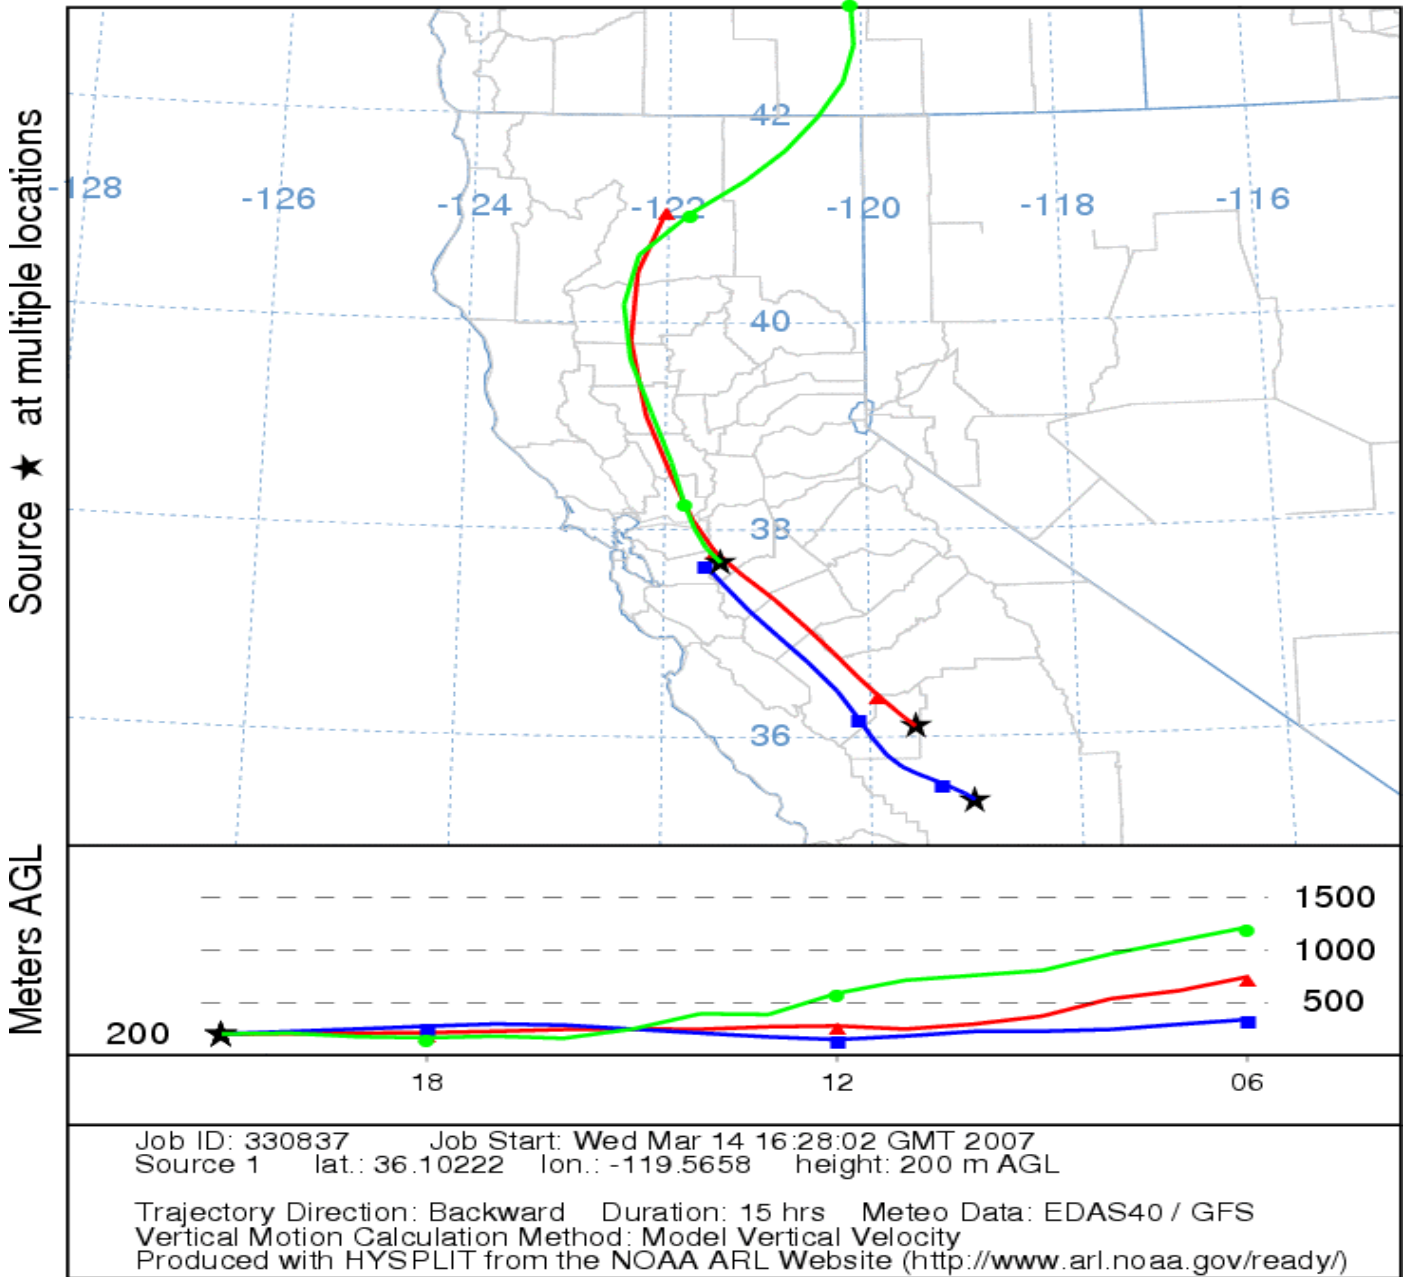 Source ★ at multiple locations
42
-128
-126
-124
-122
-120
-118
-116
40
38
36
Meters AGL
1500
1000
500
200
18
12
06
Job ID: 330837 Job Start: Wed Mar 14 16:28:02 GMT 2007
Source 1 lat.: 36.10222 lon.: -119.5658 height: 200 m AGL
Trajectory Direction: Backward Duration: 15 hrs Meteo Data: EDAS40 / GFS
Vertical Motion Calculation Method: Model Vertical Velocity
Produced with HYSPLIT from the NOAA ARL Website (http://www.arl.noaa.gov/ready/)